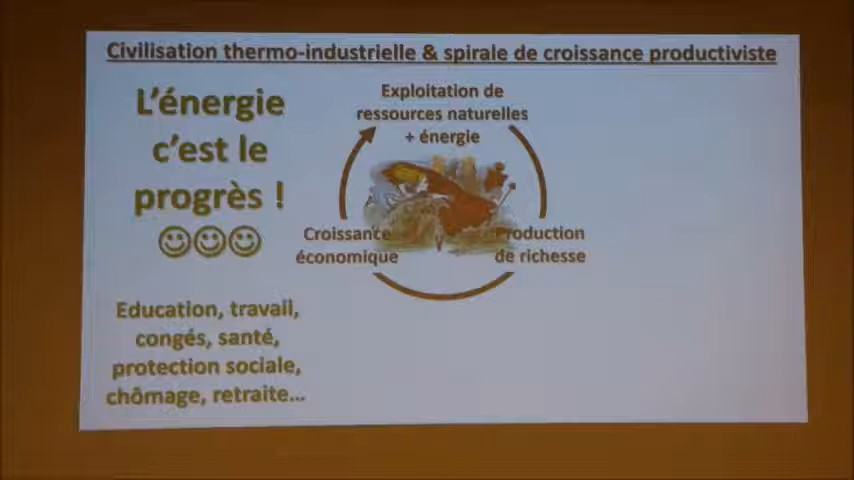 Civilisation thermo-industrielle & spirale de croissance productiviste
L'énergie
c'est le
progrès !
Education, travail,
congés, santé,
protection sociale,
chômage, retraite...
Exploitation de
ressources naturelles
+ énergie
Croissance
économique
Production
de richesse